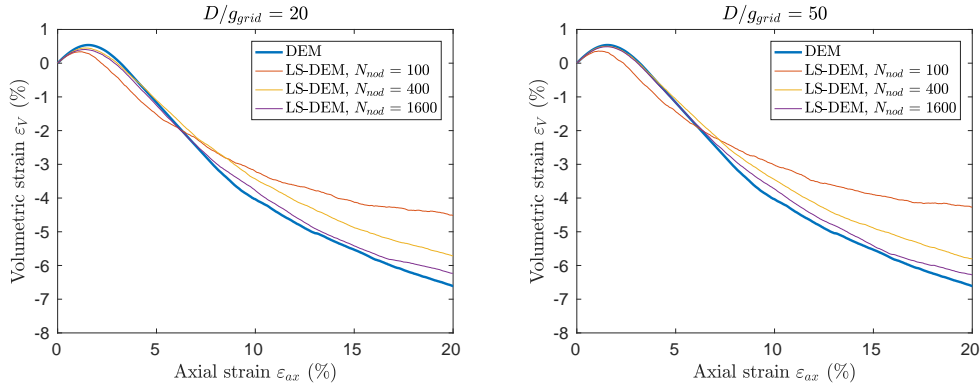 D/g_grid = 20
1
0
-1
-2
-3
-4
-5
-6
-7
-8
Volumetric strain ε_V (%)
DEM
LS-DEM, N_nod = 100
LS-DEM, N_nod = 400
LS-DEM, N_nod = 1600
0 5 10 15 20
Axial strain ε_ax (%)
D/g_grid = 50
1
0
-1
-2
-3
-4
-5
-6
-7
-8
Volumetric strain ε_V (%)
DEM
LS-DEM, N_nod = 100
LS-DEM, N_nod = 400
LS-DEM, N_nod = 1600
0 5 10 15 20
Axial strain ε_ax (%)